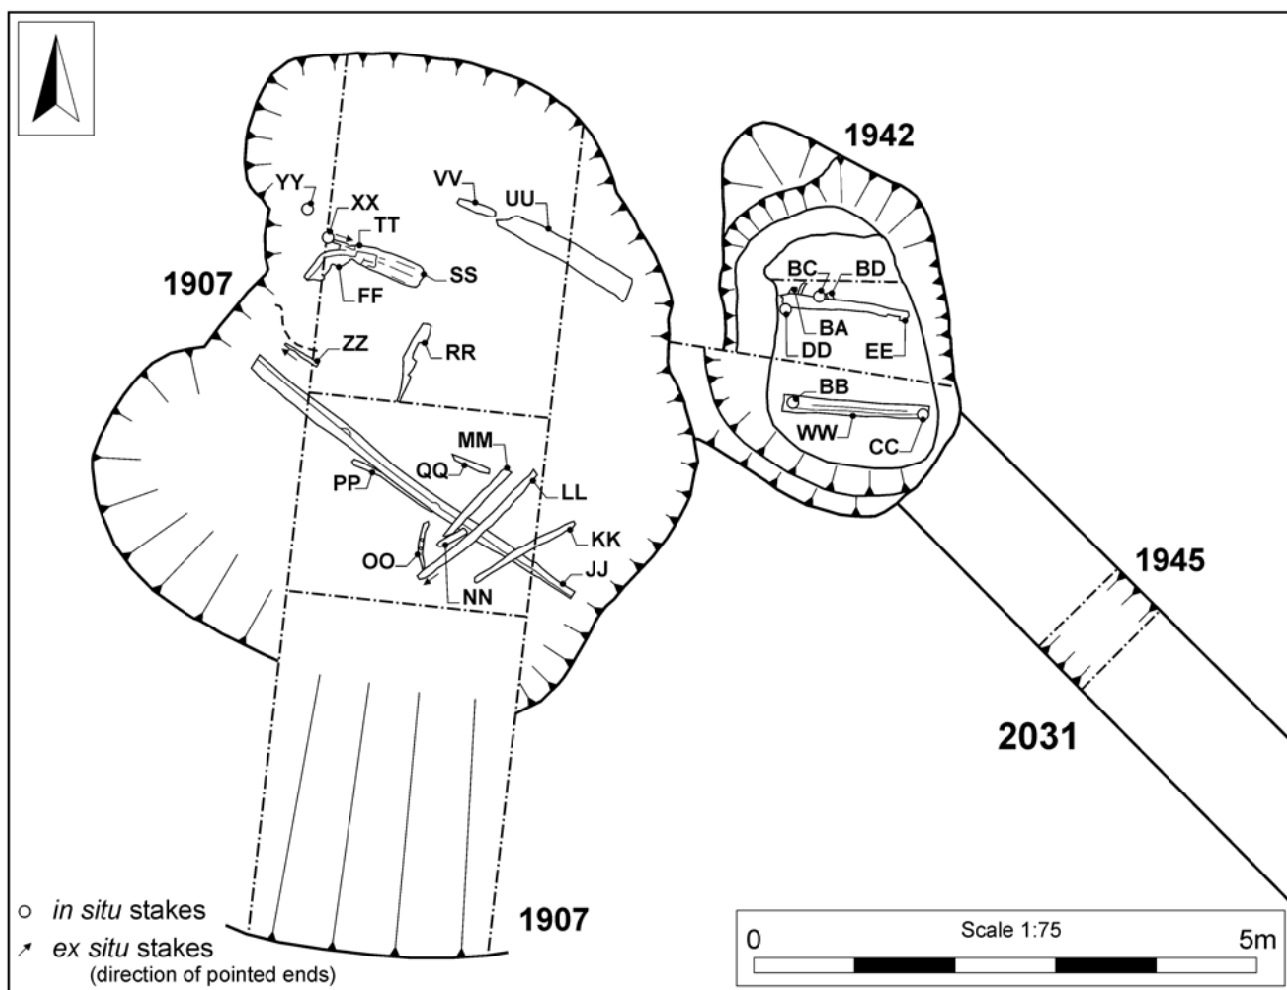 1942
YY
XX
VV
UU
TT
SS
1907
FF
BC
BD
BA
ZZ
RR
DD
EE
BB
MM
WW
CC
QQ
PP
LL
OO
KK
JJ
NN
1945
2031
1907
in situ stakes
ex situ stakes
(direction of pointed ends)
Scale 1:75
0
5m